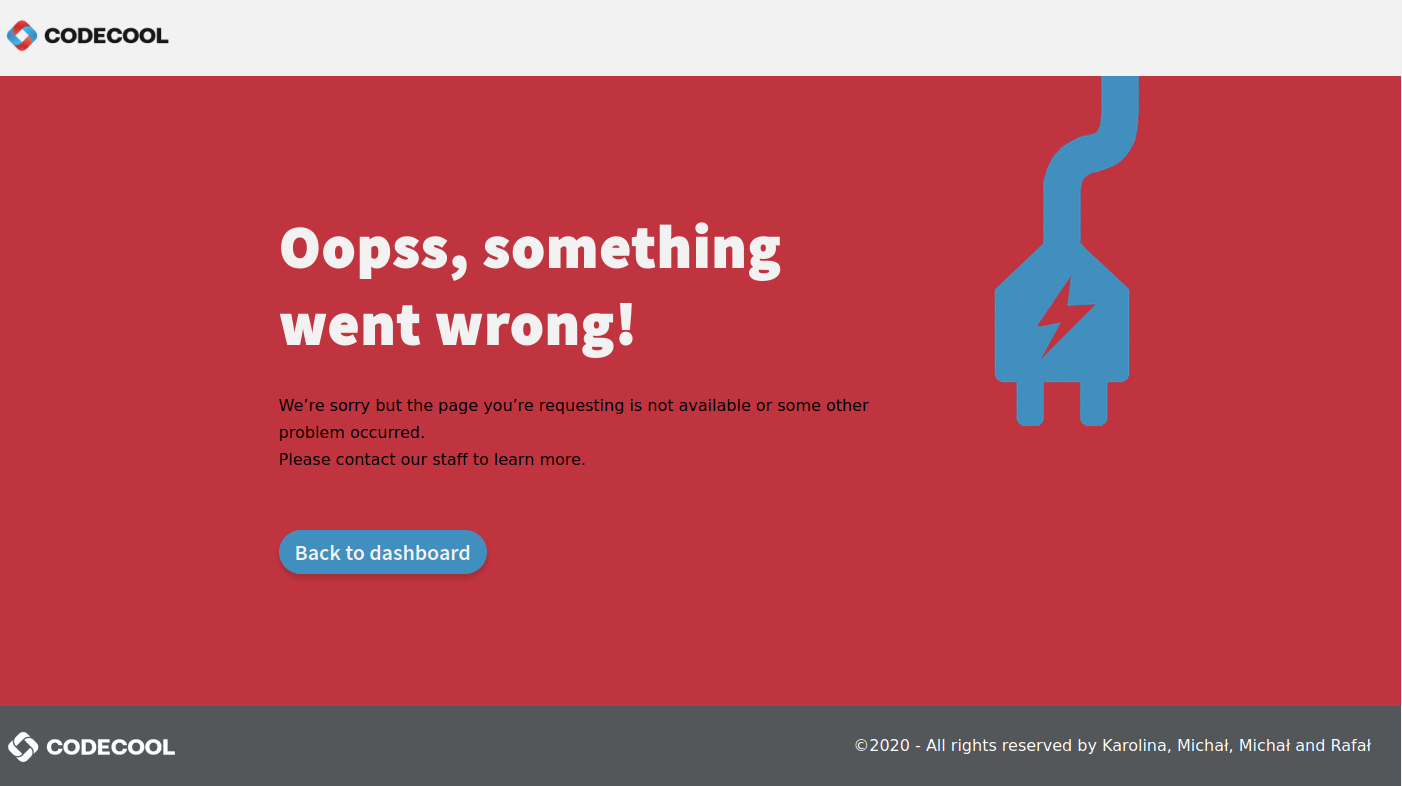 CODECOOL
Oopss, something
went wrong!
We’re sorry but the page you’re requesting is not available or some other
problem occurred.
Please contact our staff to learn more.
Back to dashboard
CODECOOL
©2020 - All rights reserved by Karolina, Michał, Michał and Rafał